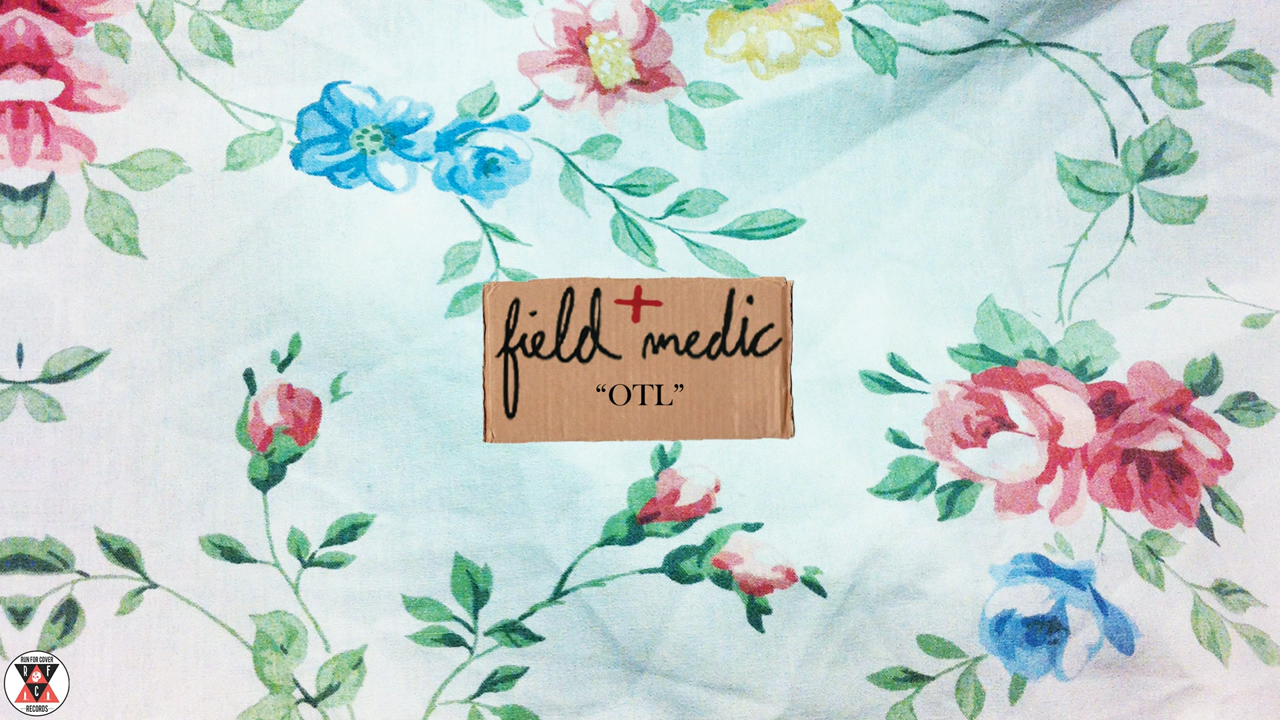 field + medic
“OTL”
RUN FOR COVER
R F
C
RECORDS